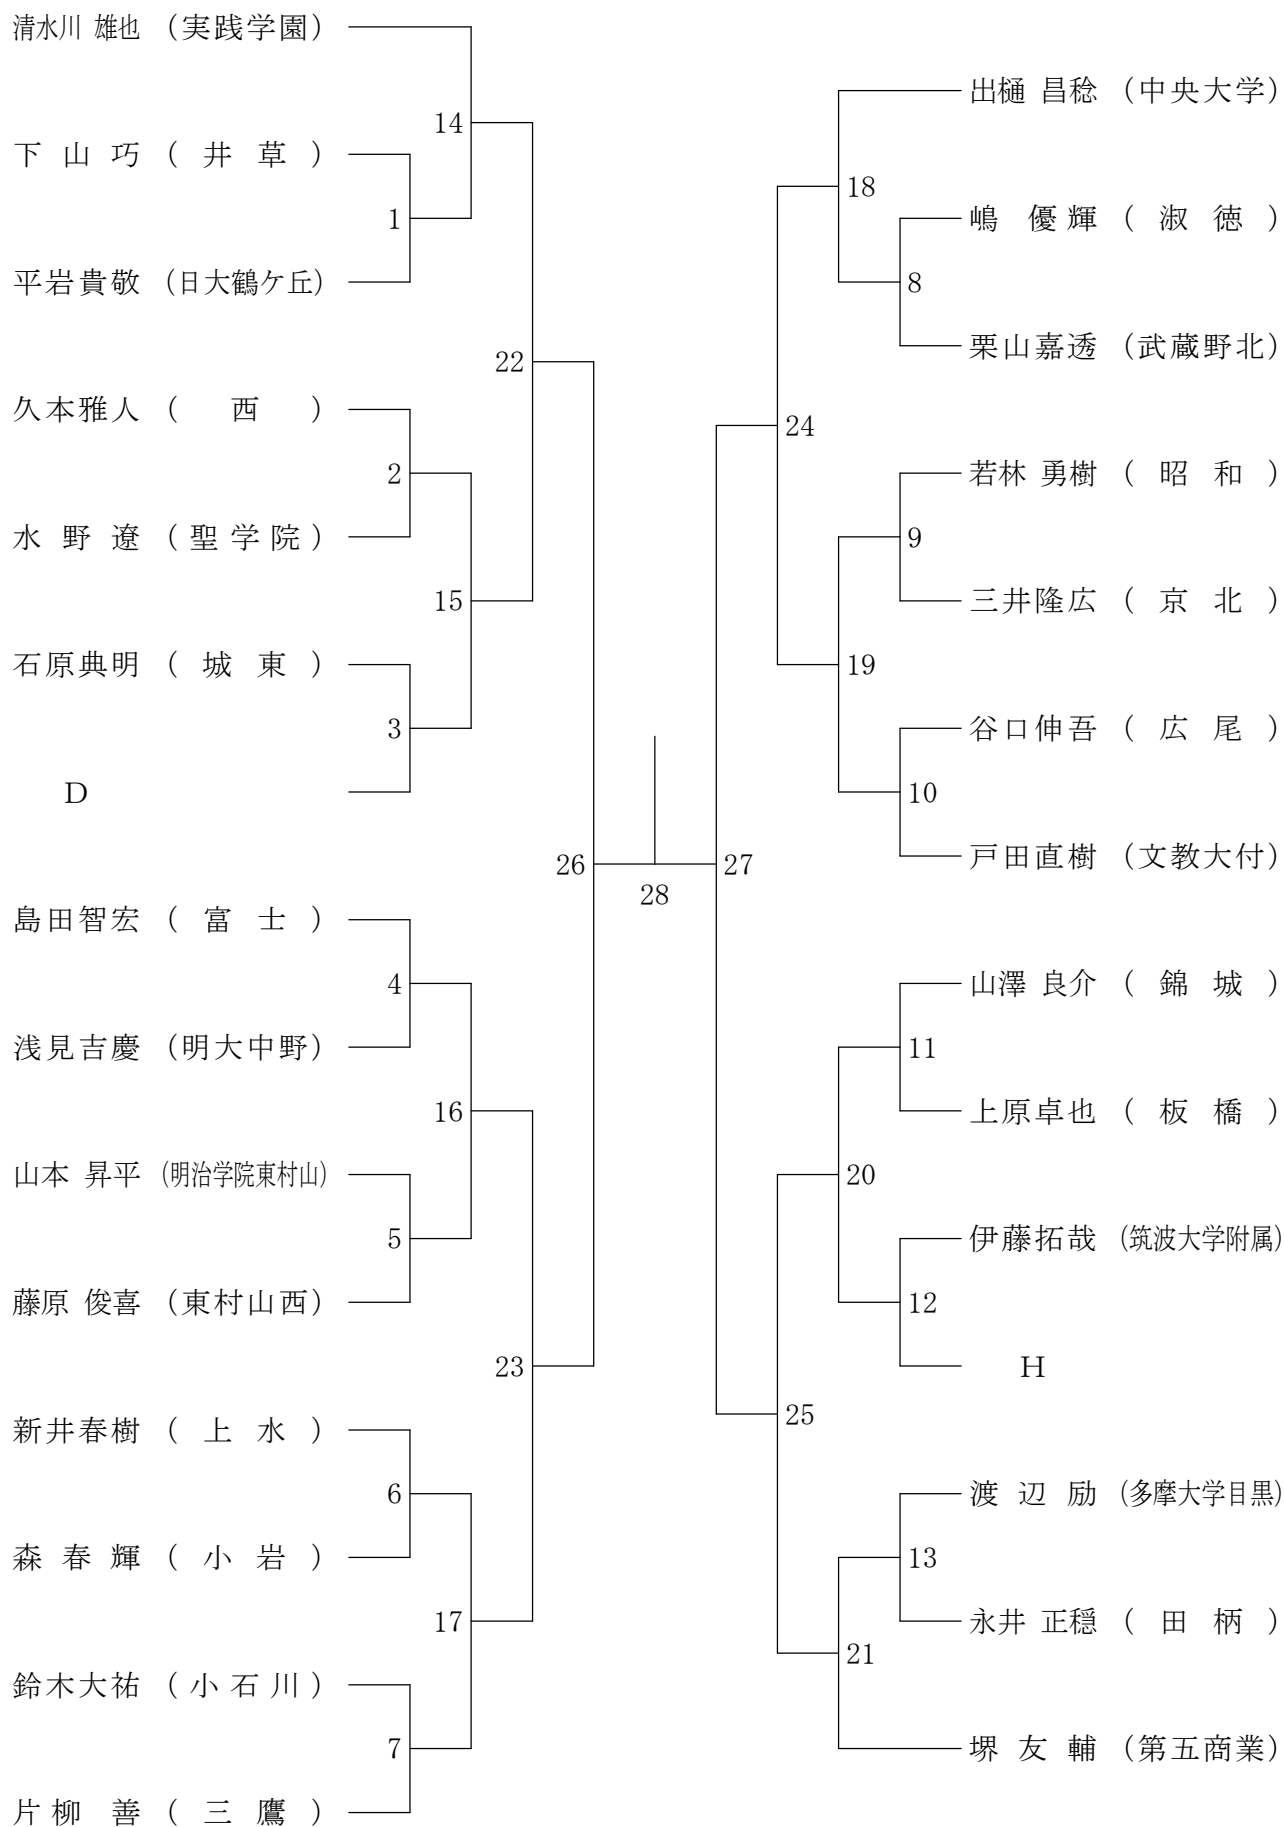 清水川 雄也 （実践学園）
14
下山巧 （井草）
1
平岩貴敬 （日大鶴ケ丘）
22
久本雅人 （西）
2
水野遼 （聖学院）
15
石原典明 （城東）
3
D
26
島田智宏 （富士）
4
浅見吉慶 （明大中野）
16
山本 昇平 （明治学院東村山）
5
藤原 俊喜 （東村山西）
23
新井春樹 （上水）
6
森春輝 （小岩）
17
鈴木大祐 （小石川）
7
片柳 善 （三鷹）
28
出樋 昌稔 （中央大学）
18
嶋 優輝 （淑徳）
8
栗山嘉透 （武蔵野北）
24
若林 勇樹 （昭和）
9
三井隆広 （京北）
19
谷口伸吾 （広尾）
10
戸田直樹 （文教大付）
27
山澤 良介 （錦城）
11
上原卓也 （板橋）
20
伊藤拓哉 （筑波大学附属）
12
H
25
渡辺励 （多摩大学目黒）
13
永井 正穏 （田柄）
21
堺友輔 （第五商業）